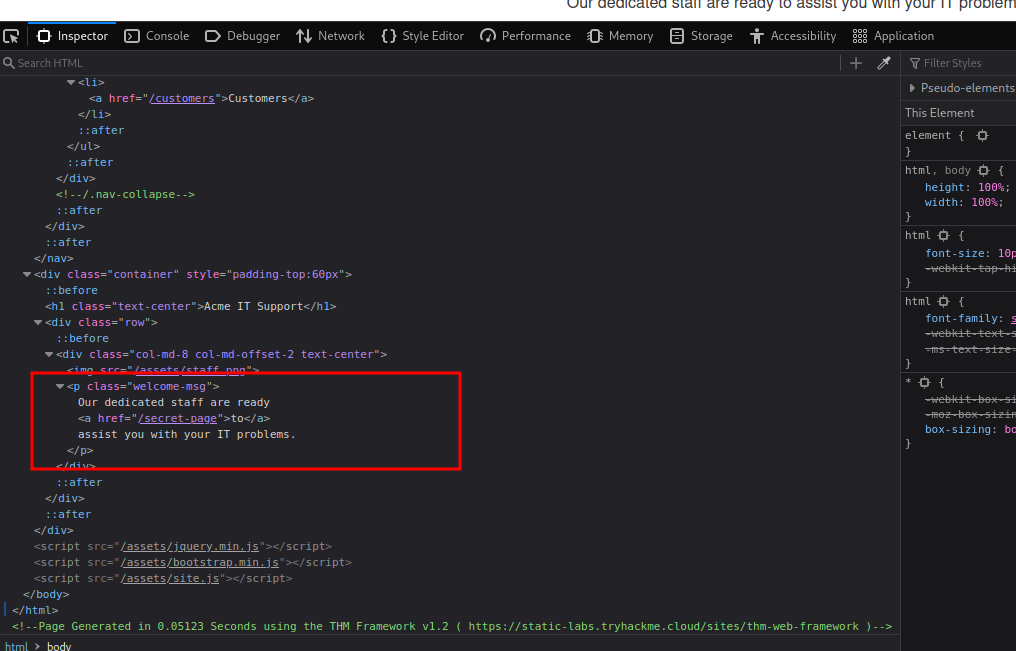 Our dedicated staff are ready to assist you with your IT problem
Inspector Console Debugger Network Style Editor Performance Memory Storage Accessibility Application
Search HTML
<li>
<a href="/customers">Customers</a>
</li>
::after
</ul>
::after
</div>
<!--/.nav-collapse-->
::after
</div>
::after
</nav>
<div class="container" style="padding-top:60px">
::before
<h1 class="text-center">Acme IT Support</h1>
<div class="row">
::before
<div class="col-md-8 col-md-offset-2 text-center">
<img src="/assets/staff.png">
<p class="welcome-msg">
Our dedicated staff are ready
<a href="/secret-page">to</a>
assist you with your IT problems.
</p>
</div>
::after
</div>
::after
</div>
<script src="/assets/jquery.min.js"></script>
<script src="/assets/bootstrap.min.js"></script>
<script src="/assets/site.js"></script>
</body>
</html>
<!--Page Generated in 0.05123 Seconds using the THM Framework v1.2 ( https://static-labs.tryhackme.cloud/sites/thm-web-framework )-->
html > body
Filter Styles
Pseudo-elements
This Element
element {
}
html, body {
height: 100%;
width: 100%;
}
html {
font-size: 10p
-webkit-tap-hi
}
html {
font-family: s
-webkit-text-s
-ms-text-size-
}
* {
-webkit-box-si
-moz-box-sizin
box-sizing: bo
}